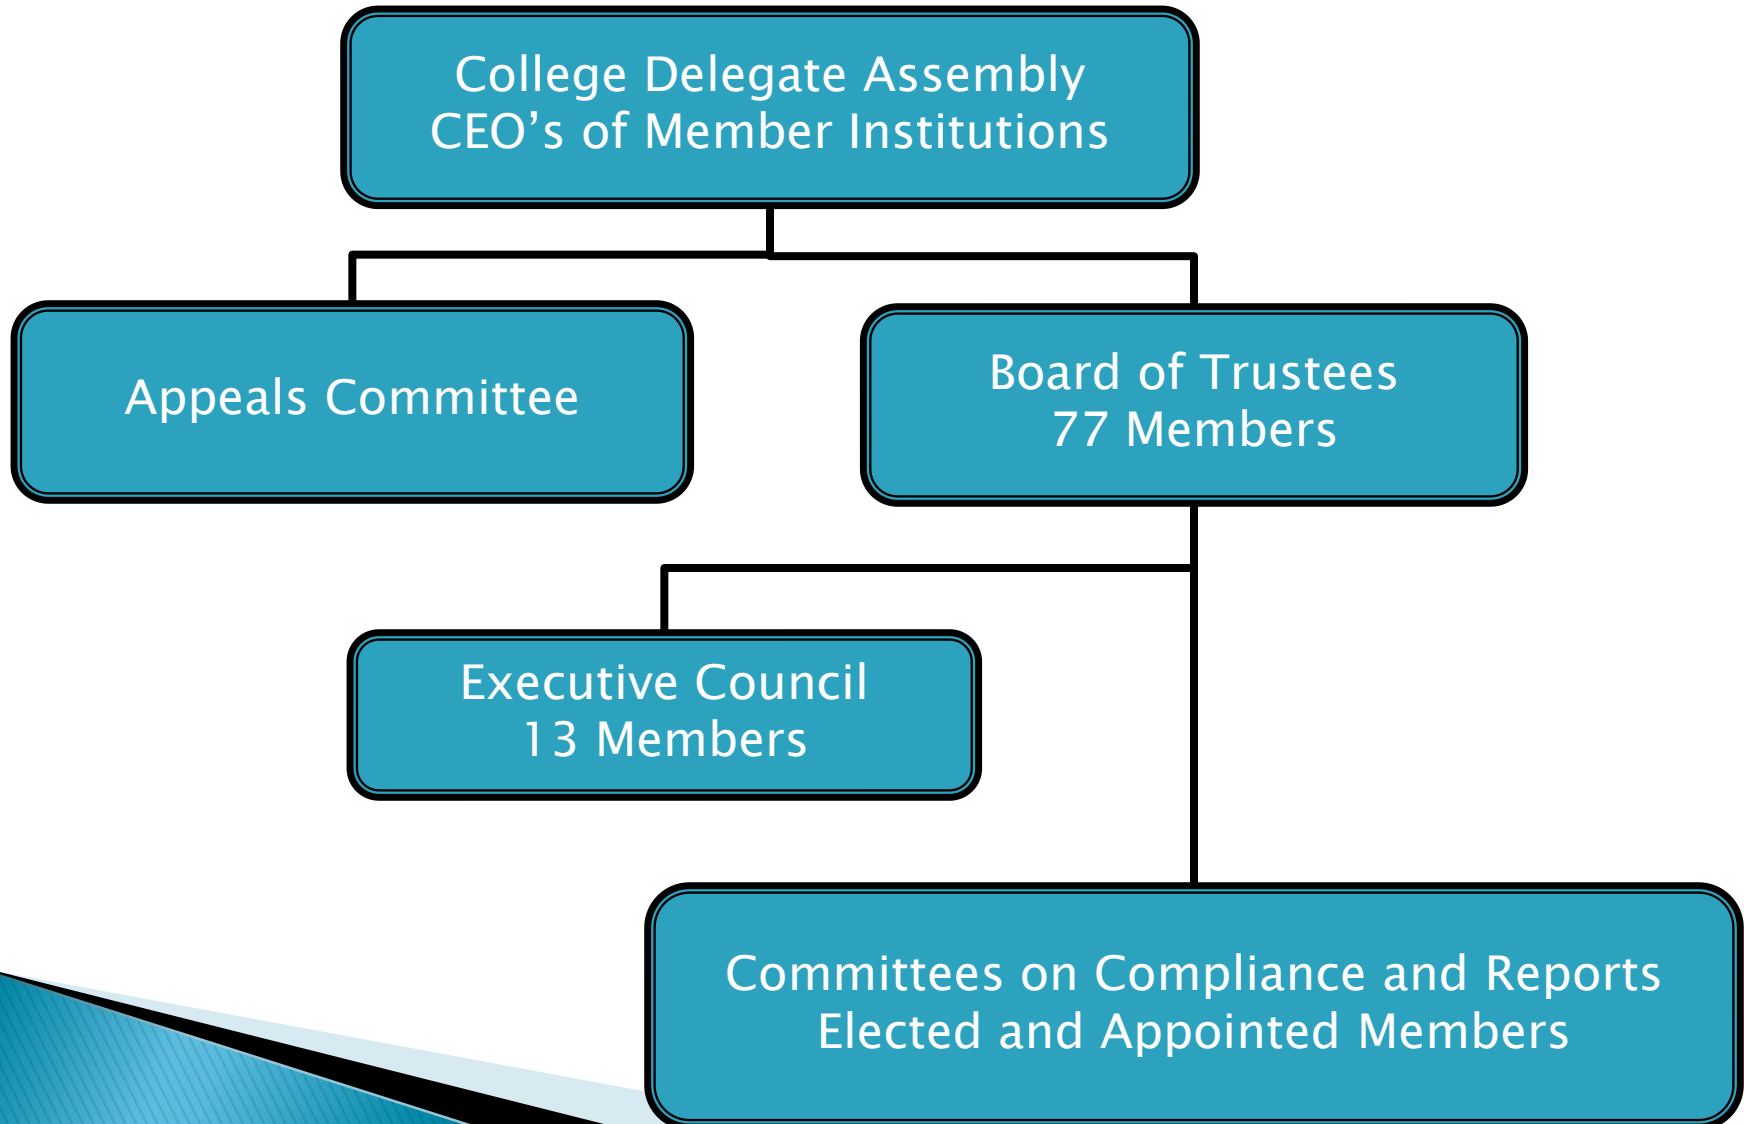 College Delegate Assembly
CEO’s of Member Institutions
Appeals Committee
Board of Trustees
77 Members
Executive Council
13 Members
Committees on Compliance and Reports
Elected and Appointed Members